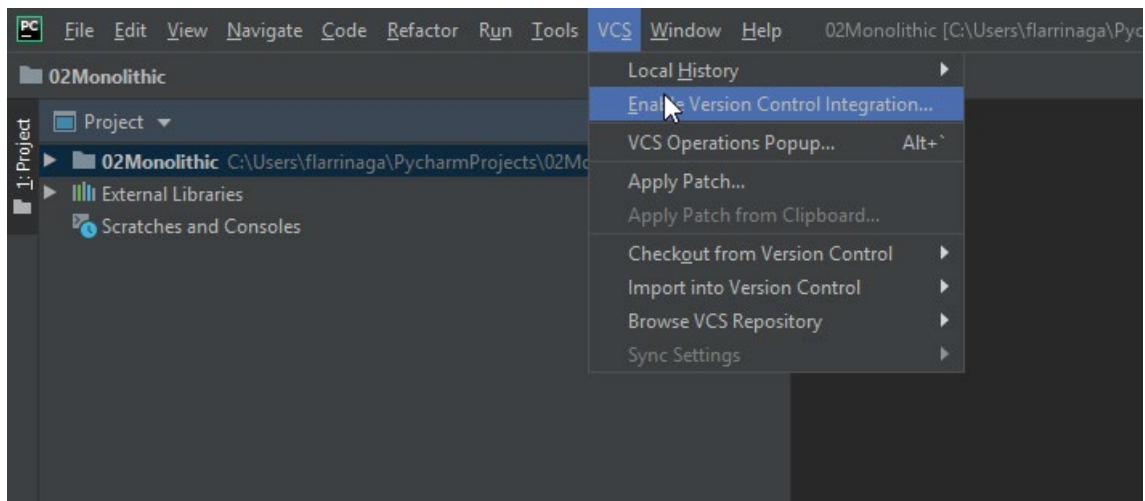 PC File Edit View Navigate Code Refactor Run Tools VCS Window Help 02Monolithic [C:\Users\flarrinaga\Pyc
02Monolithic
Project
1: Project
02Monolithic C:\Users\flarrinaga\PycharmProjects\02Mo
External Libraries
Scratches and Consoles
Local History
Enable Version Control Integration...
VCS Operations Popup... Alt+`
Apply Patch...
Apply Patch from Clipboard...
Checkout from Version Control
Import into Version Control
Browse VCS Repository
Sync Settings